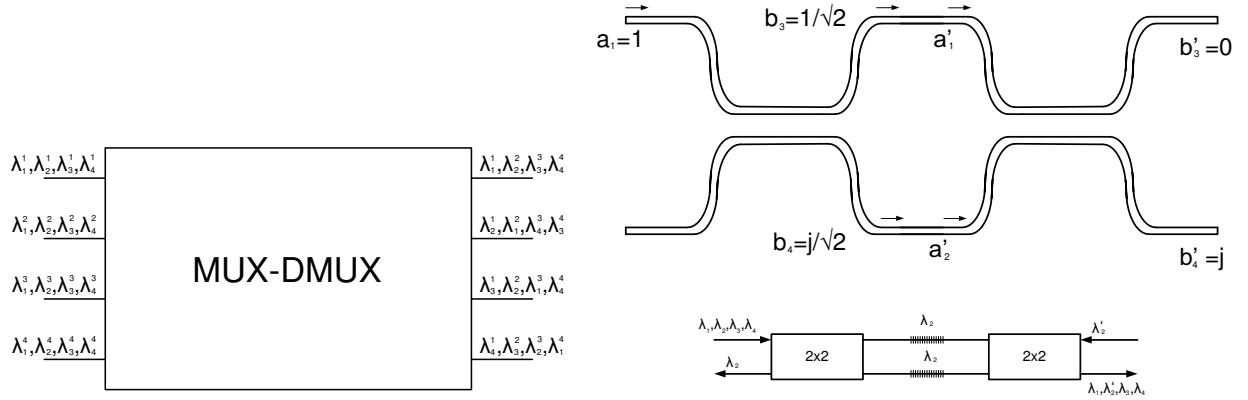 λ₁¹,λ₂¹,λ₃¹,λ₄¹
λ₁²,λ₂²,λ₃²,λ₄²
λ₁³,λ₂³,λ₃³,λ₄³
λ₁⁴,λ₂⁴,λ₃⁴,λ₄⁴
MUX-DMUX
λ₁¹,λ₂²,λ₃³,λ₄⁴
λ₂¹,λ₁²,λ₄³,λ₃⁴
λ₃¹,λ₂²,λ₁³,λ₄⁴
λ₄¹,λ₃²,λ₂³,λ₁⁴
a₁=1
b₃=1/√2
a'₁
b'₃=0
b₄=j/√2
a'₂
b'₄=j
λ₁,λ₂,λ₃,λ₄
λ₂
λ'₂
2x2
2x2
λ₂
λ₂
λ₁,λ'₂,λ₃,λ₄